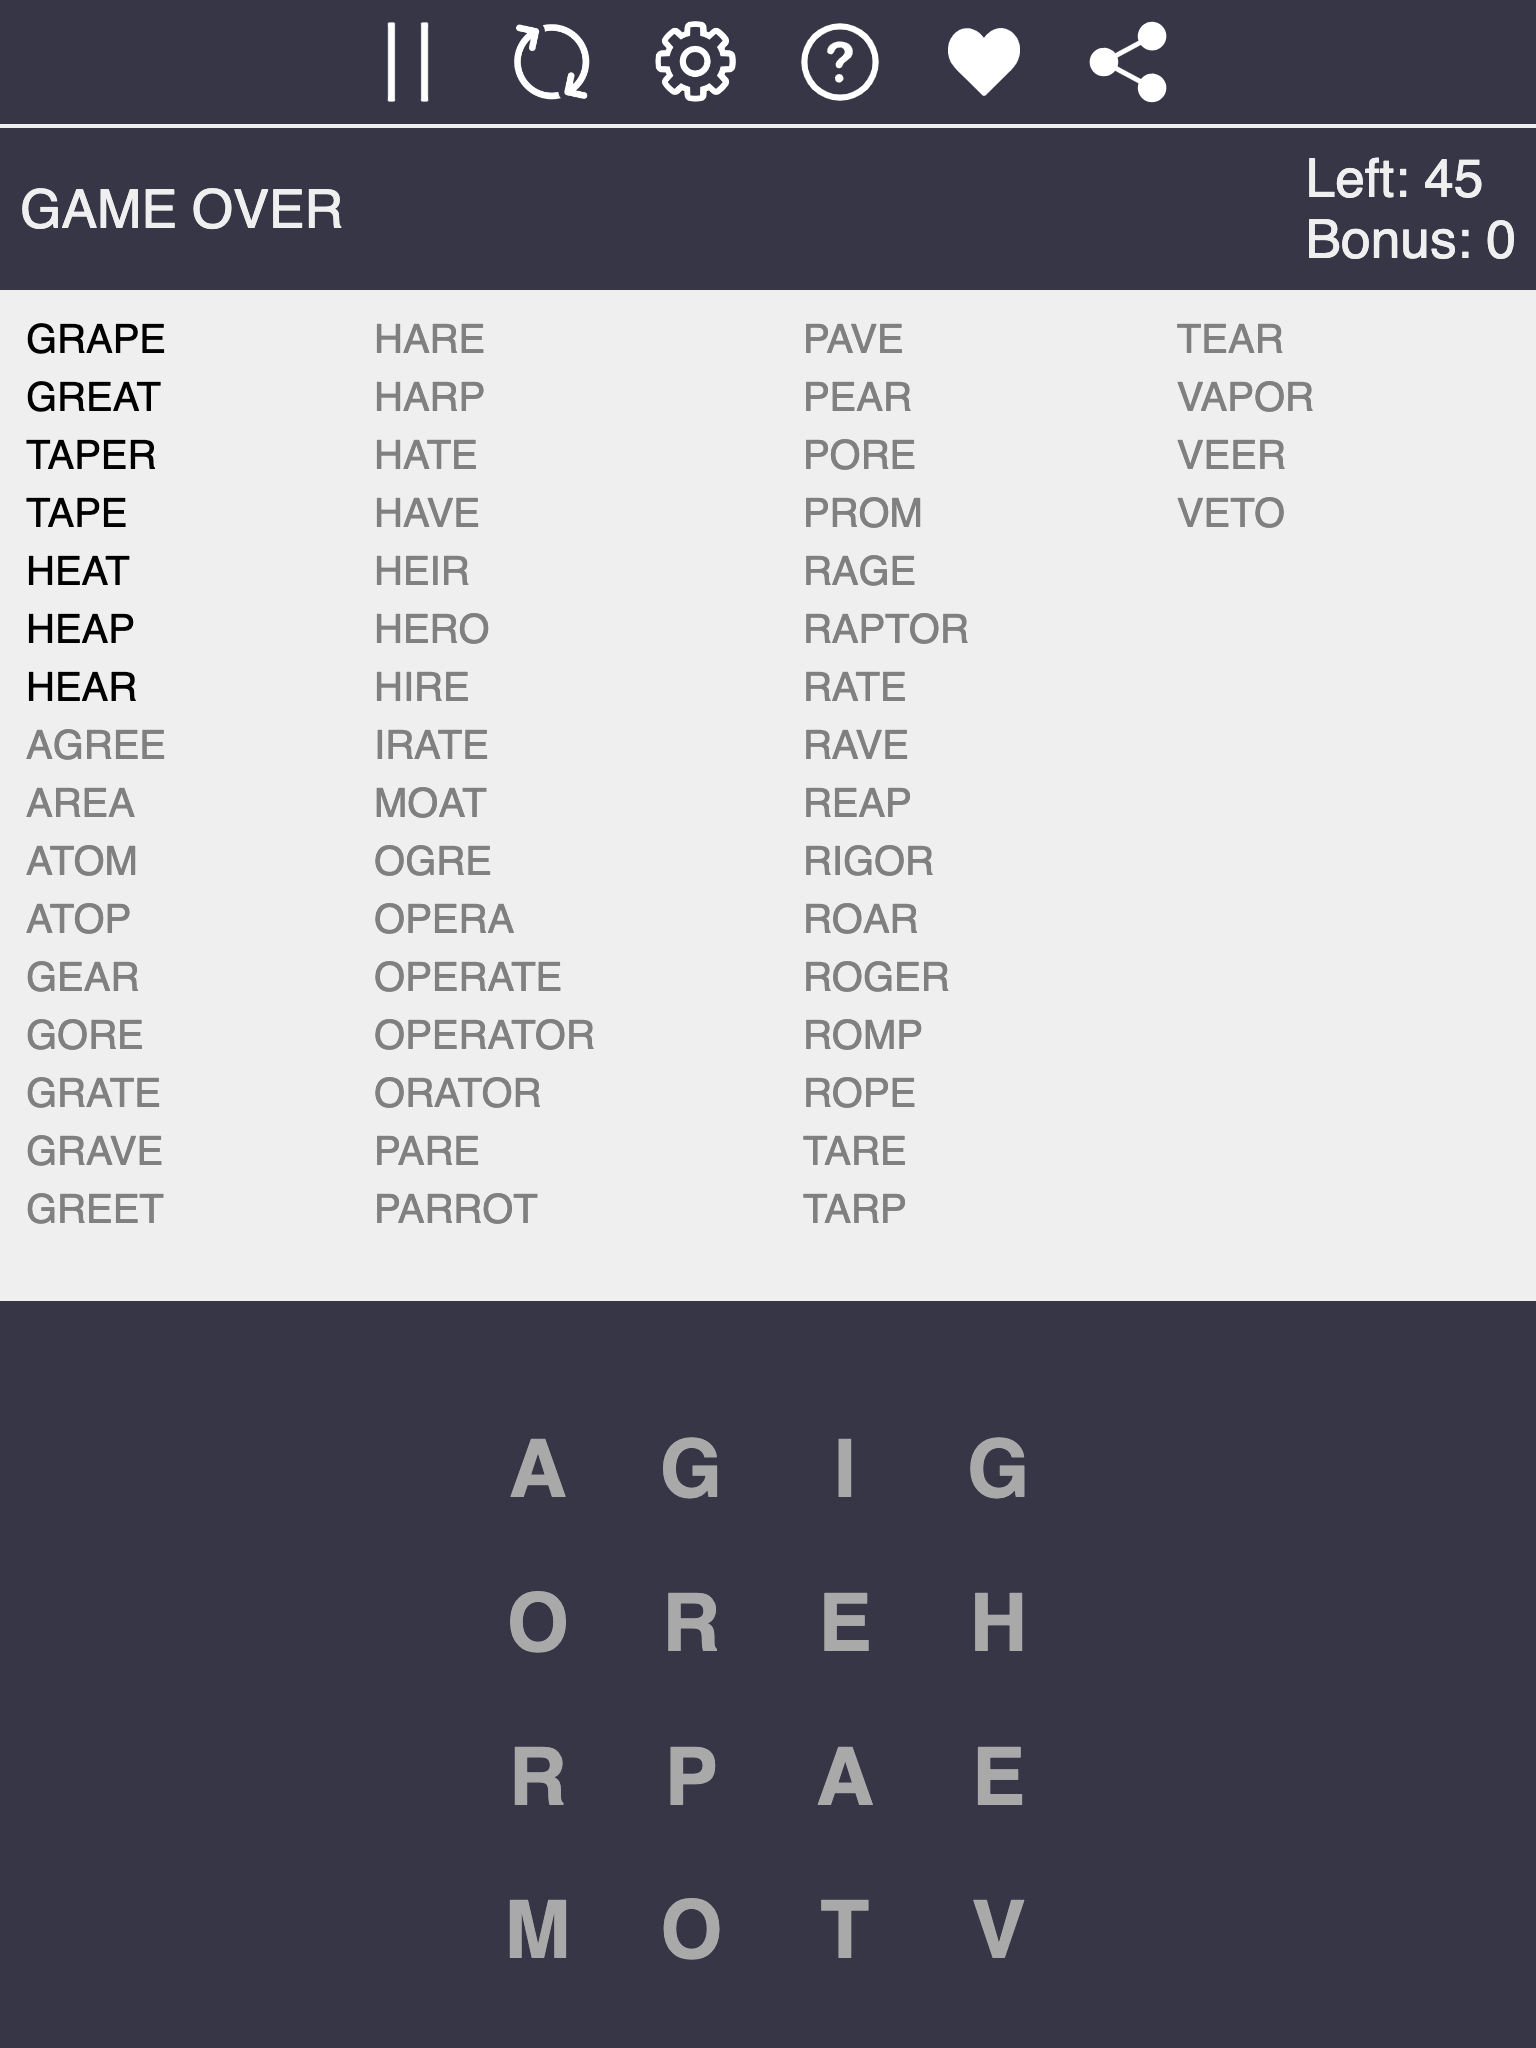 GAME OVER
Left: 45
Bonus: 0
GRAPE
GREAT
TAPER
TAPE
HEAT
HEAP
HEAR
AGREE
AREA
ATOM
ATOP
GEAR
GORE
GRATE
GRAVE
GREET
HARE
HARP
HATE
HAVE
HEIR
HERO
HIRE
IRATE
MOAT
OGRE
OPERA
OPERATE
OPERATOR
ORATOR
PARE
PARROT
PAVE
PEAR
PORE
PROM
RAGE
RAPTOR
RATE
RAVE
REAP
RIGOR
ROAR
ROGER
ROMP
ROPE
TARE
TARP
TEAR
VAPOR
VEER
VETO
A G I G
O R E H
R P A E
M O T V